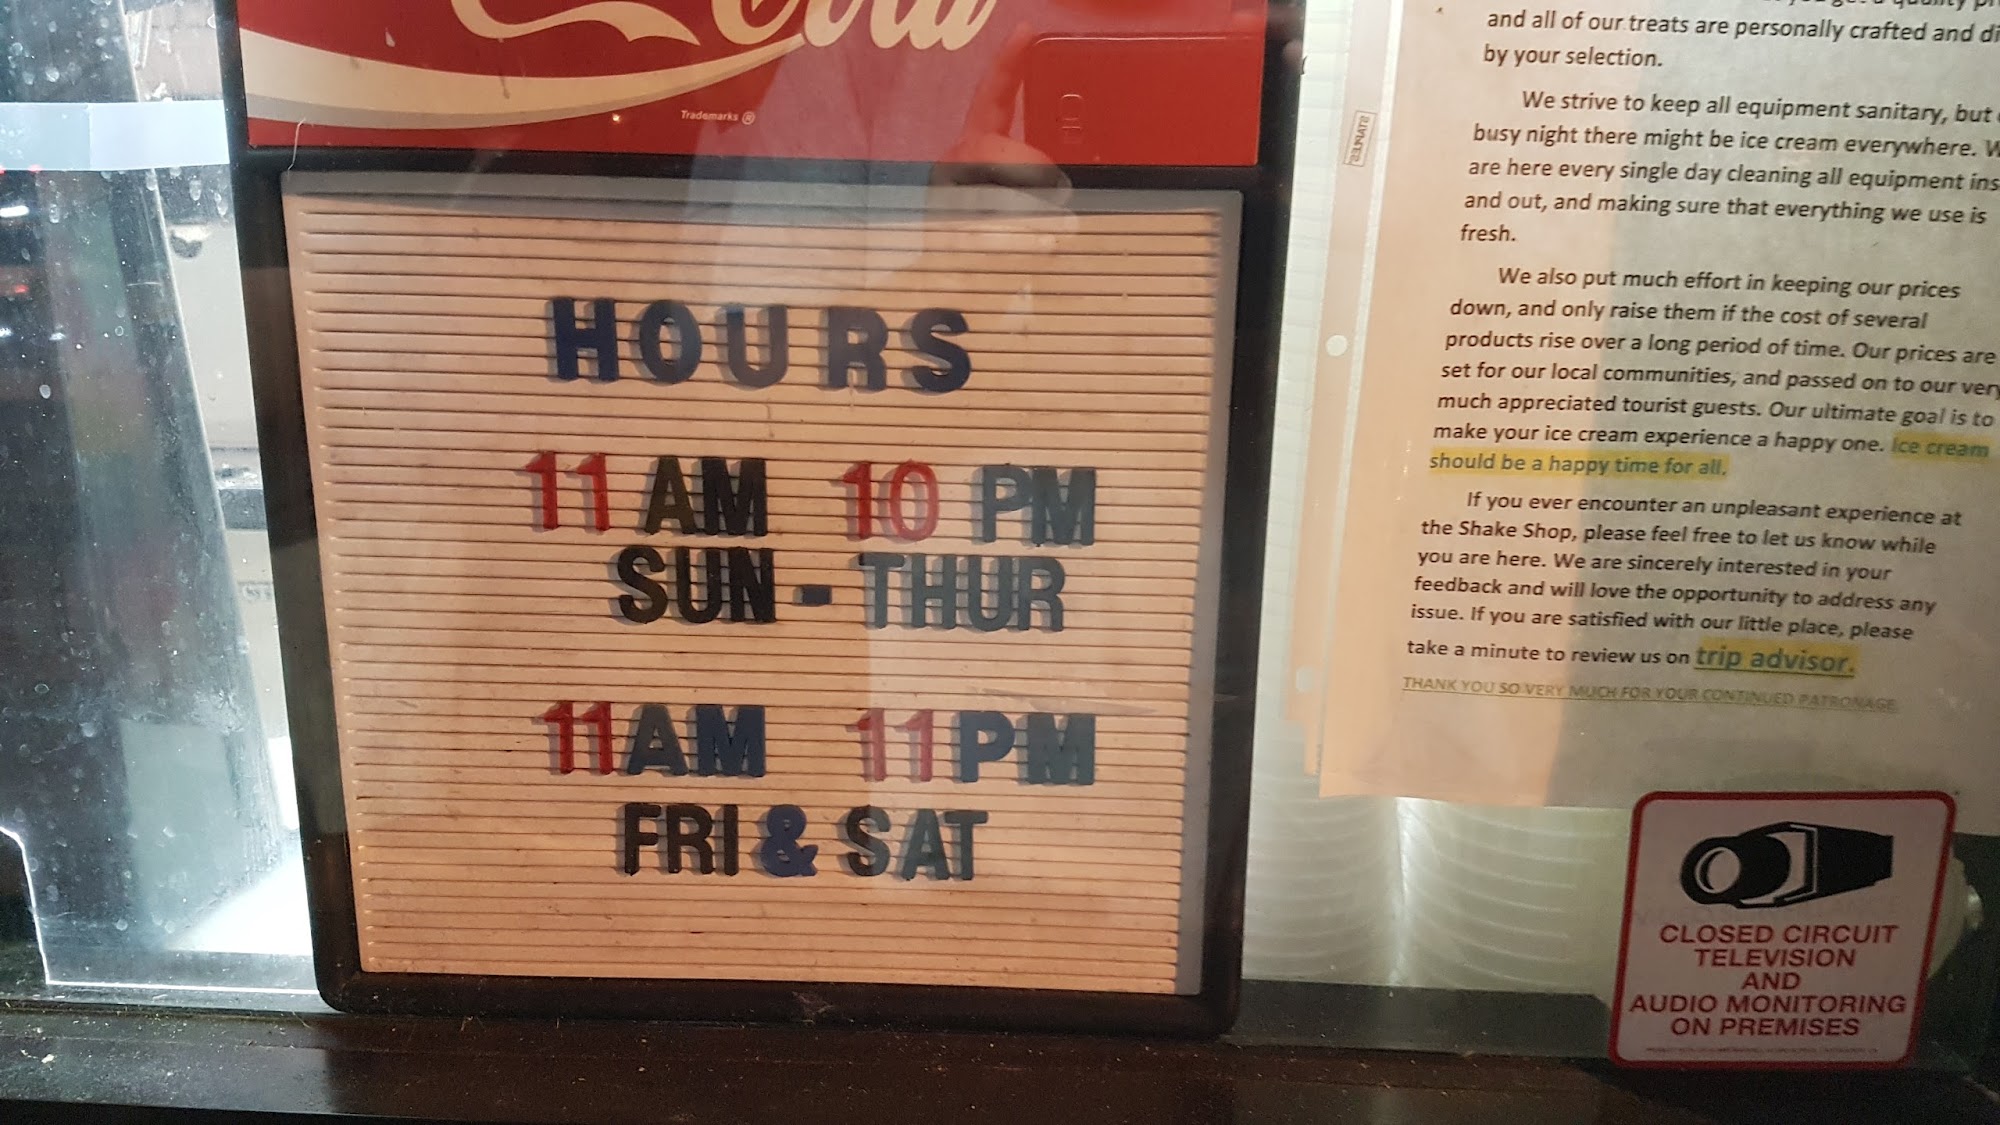 Cola
Trademarks ®
HOURS
11 AM 10 PM
SUN - THUR
11AM 11PM
FRI & SAT
and all of our treats are personally crafted and
by your selection.
We strive to keep all equipment sanitary, but
busy night there might be ice cream everywhere.
are here every single day cleaning all equipment
and out, and making sure that everything we use is
fresh.
We also put much effort in keeping our prices
down, and only raise them if the cost of several
products rise over a long period of time. Our prices are
set for our local communities, and passed on to our very
much appreciated tourist guests. Our ultimate goal is to
make your ice cream experience a happy one. Ice cream
should be a happy time for all.
If you ever encounter an unpleasant experience at
the Shake Shop, please feel free to let us know while
you are here. We are sincerely interested in your
feedback and will love the opportunity to address any
issue. If you are satisfied with our little place, please
take a minute to review us on trip advisor.
THANK YOU SO VERY MUCH FOR YOUR CONTINUED PATRONAGE
STAPLES
CLOSED CIRCUIT
TELEVISION
AND
AUDIO MONITORING
ON PREMISES